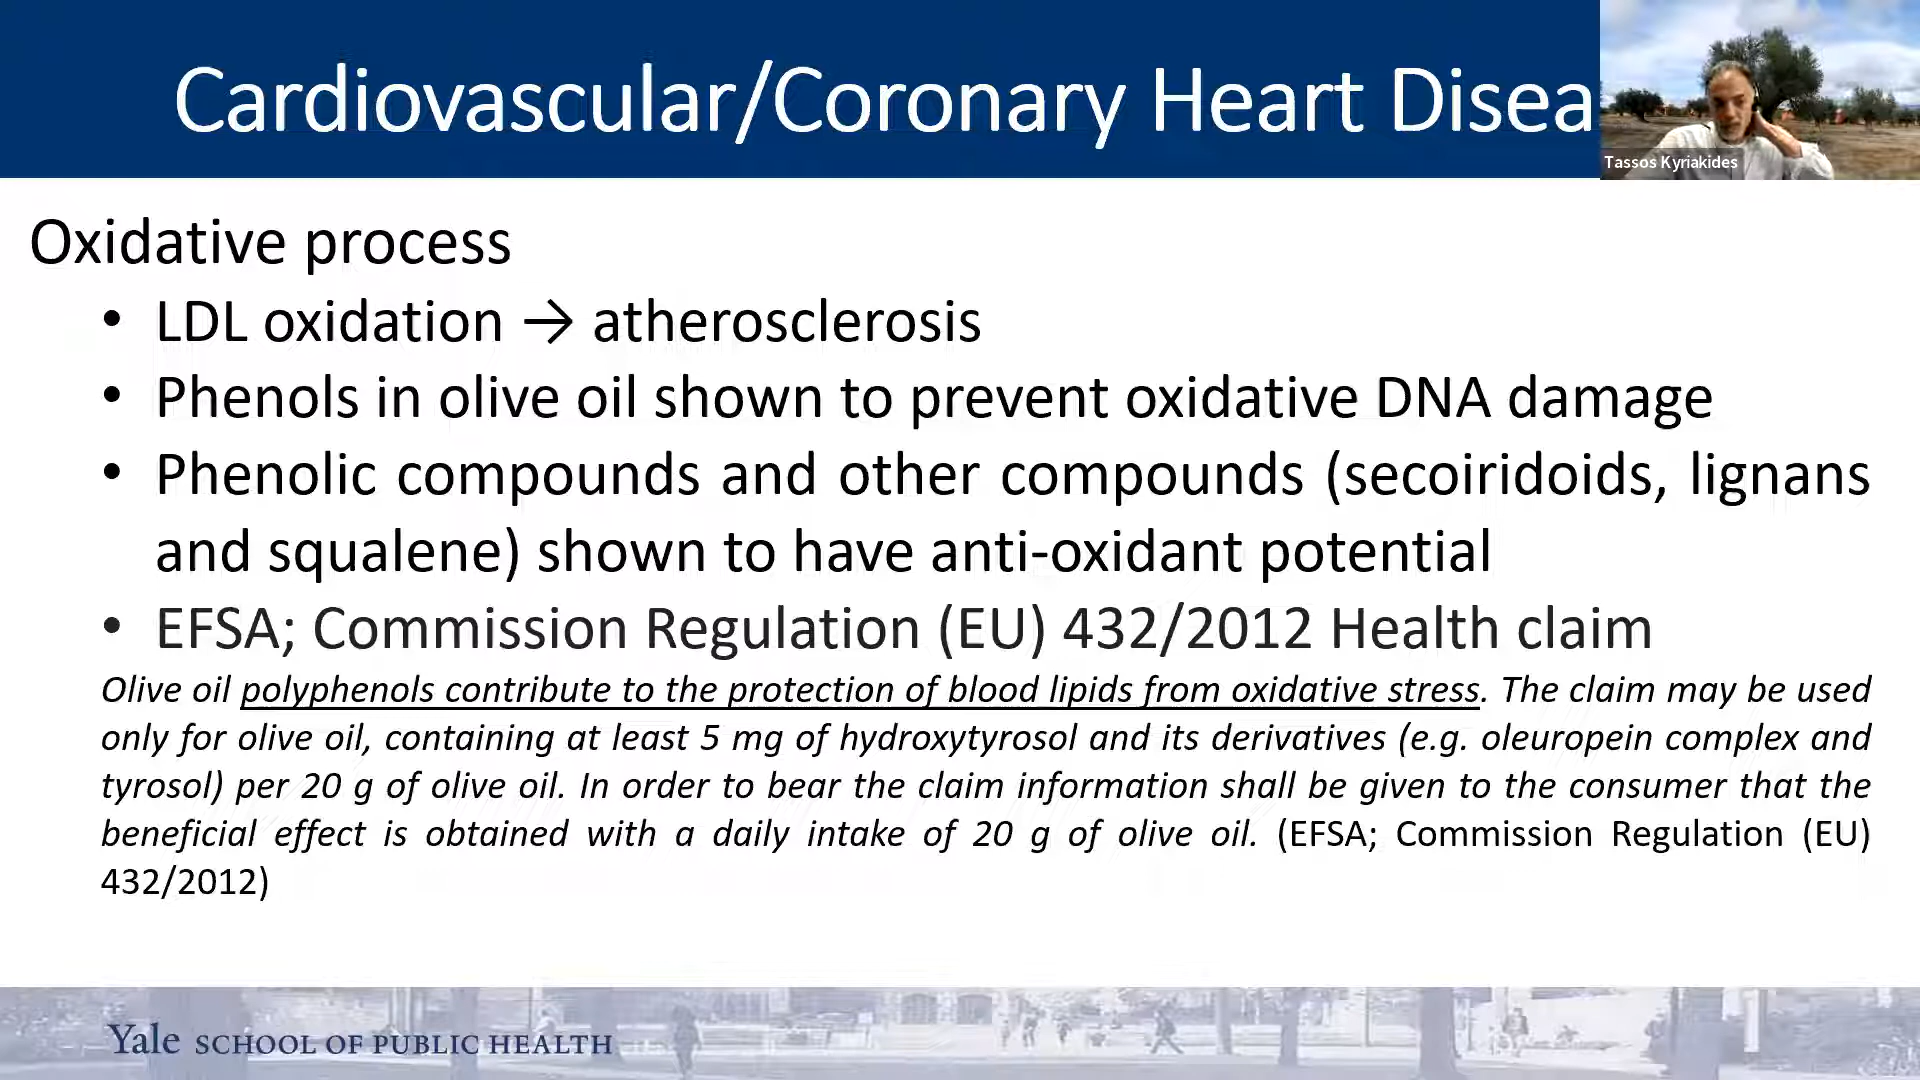 Cardiovascular/Coronary Heart Disea
Tassos Kyriakides
Oxidative process
• LDL oxidation → atherosclerosis
• Phenols in olive oil shown to prevent oxidative DNA damage
• Phenolic compounds and other compounds (secoiridoids, lignans
and squalene) shown to have anti-oxidant potential
• EFSA; Commission Regulation (EU) 432/2012 Health claim
Olive oil polyphenols contribute to the protection of blood lipids from oxidative stress. The claim may be used
only for olive oil, containing at least 5 mg of hydroxytyrosol and its derivatives (e.g. oleuropein complex and
tyrosol) per 20 g of olive oil. In order to bear the claim information shall be given to the consumer that the
beneficial effect is obtained with a daily intake of 20 g of olive oil. (EFSA; Commission Regulation (EU)
432/2012)
Yale SCHOOL OF PUBLIC HEALTH